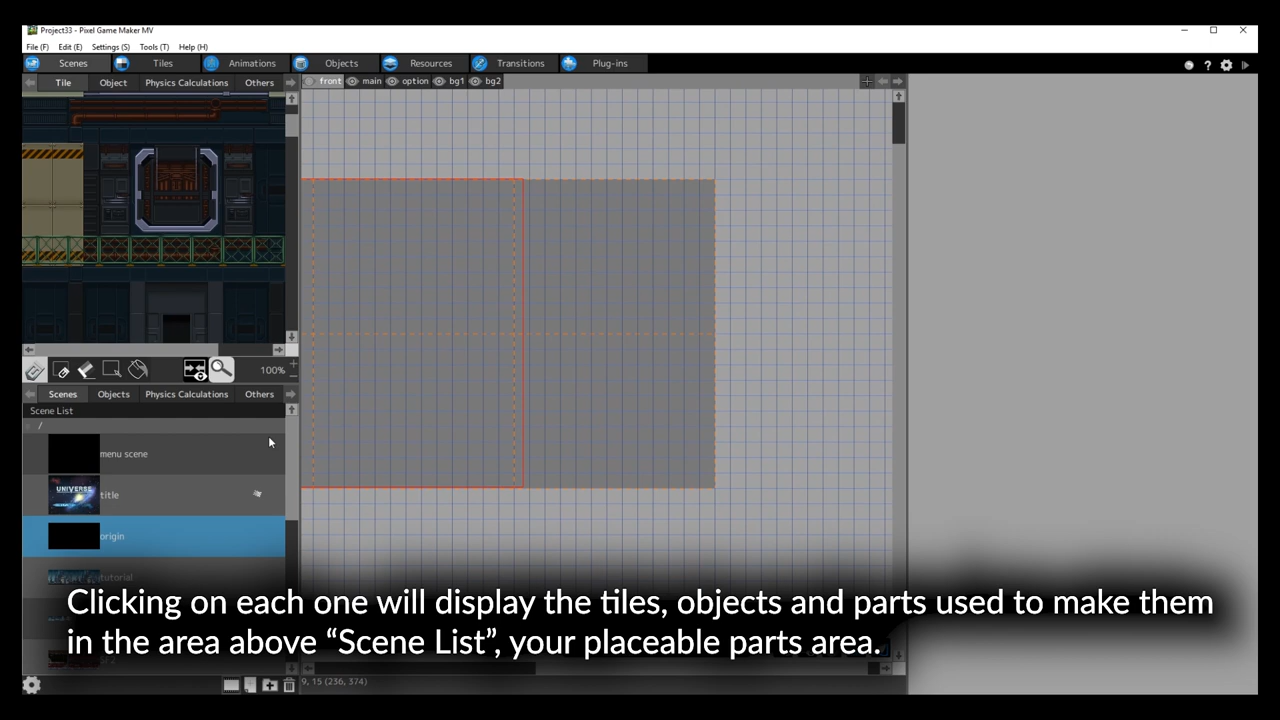 Project33 - Pixel Game Maker MV
File (F) Edit (E) Settings (S) Tools (T) Help (H)
Scenes Tiles Animations Objects Resources Transitions Plug-ins
Tile Object Physics Calculations Others
front main option bg1 bg2
100%
Scenes Objects Physics Calculations Others
Scene List
/
menu scene
UNIVERSE
title
origin
tutorial
Clicking on each one will display the tiles, objects and parts used to make them
in the area above “Scene List”, your placeable parts area.
9, 15 (236, 374)